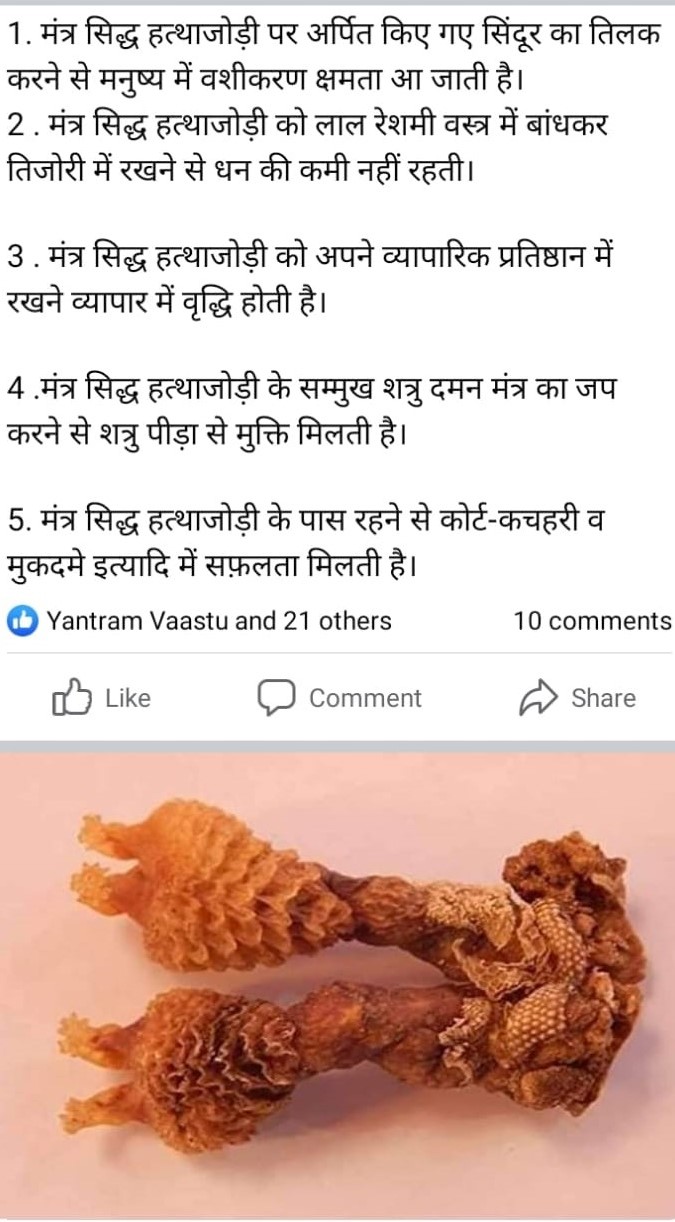 1. मंत्र सिद्ध हत्थाजोड़ी पर अर्पित किए गए सिंदूर का तिलक
करने से मनुष्य में वशीकरण क्षमता आ जाती है।
2 . मंत्र सिद्ध हत्थाजोड़ी को लाल रेशमी वस्त्र में बांधकर
तिजोरी में रखने से धन की कमी नहीं रहती।
3 . मंत्र सिद्ध हत्थाजोड़ी को अपने व्यापारिक प्रतिष्ठान में
रखने व्यापार में वृद्धि होती है।
4 .मंत्र सिद्ध हत्थाजोड़ी के सम्मुख शत्रु दमन मंत्र का जप
करने से शत्रु पीड़ा से मुक्ति मिलती है।
5. मंत्र सिद्ध हत्थाजोड़ी के पास रहने से कोर्ट-कचहरी व
मुकदमे इत्यादि में सफ़लता मिलती है।
Yantram Vaastu and 21 others 10 comments
Like Comment Share